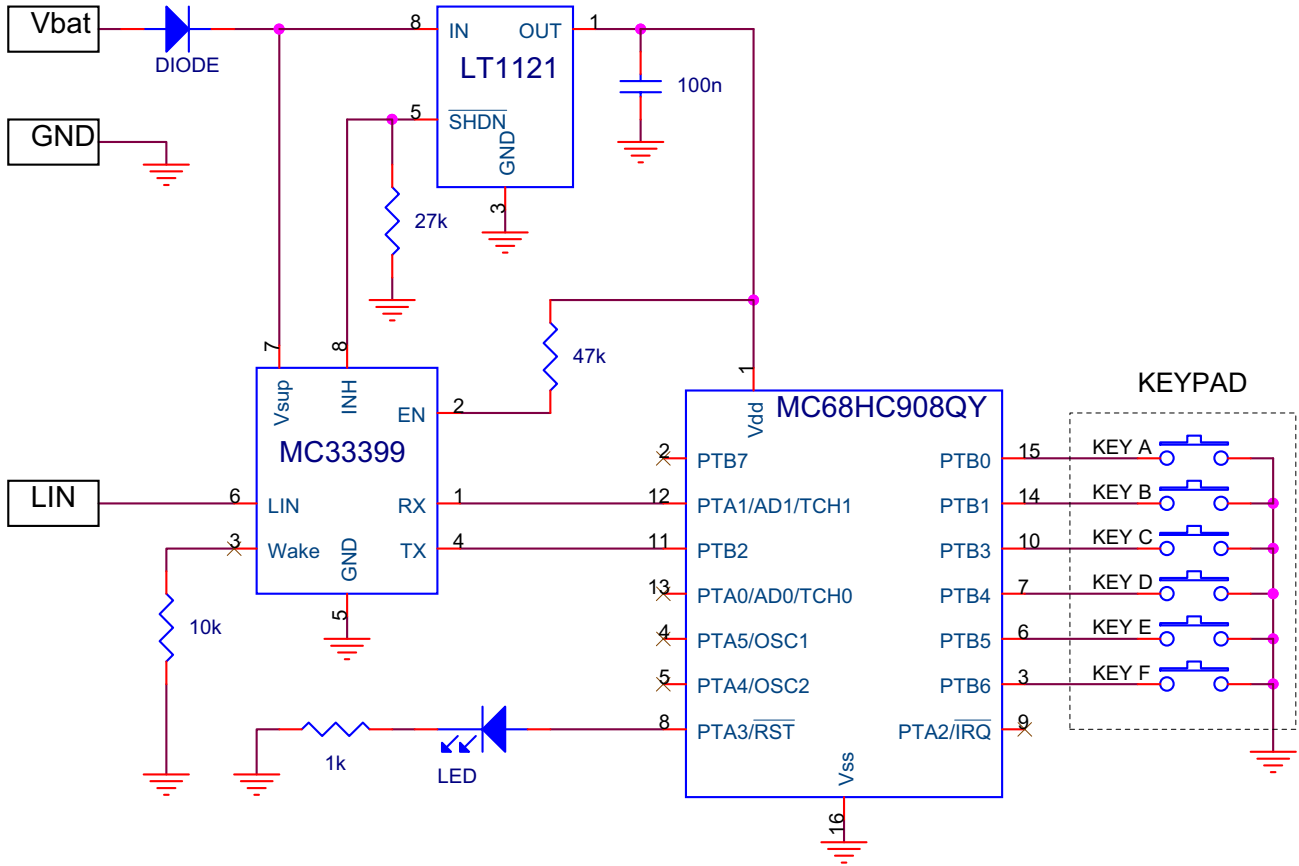 Vbat
DIODE
8
IN
OUT
1
LT1121
100n
GND
5
SHDN
GND
3
27k
7
8
47k
1
Vsup
INH
EN
2
MC33399
Vdd
MC68HC908QY
KEYPAD
2
PTB7
PTB0
15
KEY A
LIN
6
LIN
RX
1
12
PTA1/AD1/TCH1
PTB1
14
KEY B
3
Wake
GND
TX
4
11
PTB2
PTB3
10
KEY C
5
13
PTA0/AD0/TCH0
PTB4
7
KEY D
10k
4
PTA5/OSC1
PTB5
6
KEY E
5
PTA4/OSC2
PTB6
3
KEY F
1k
LED
8
PTA3/RST
PTA2/IRQ
9
Vss
16